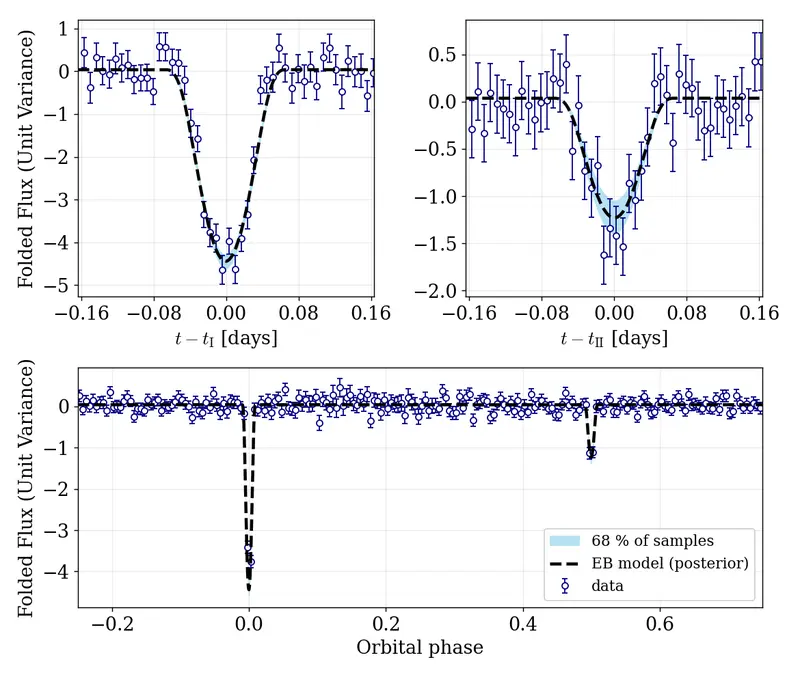 Folded Flux (Unit Variance)
1
0
−1
−2
−3
−4
−5
−0.16 −0.08 0.00 0.08 0.16
t − tI [days]
0.5
0.0
−0.5
−1.0
−1.5
−2.0
−0.16 −0.08 0.00 0.08 0.16
t − tII [days]
Folded Flux (Unit Variance)
0
−1
−2
−3
−4
68 % of samples
EB model (posterior)
data
−0.2 0.0 0.2 0.4 0.6
Orbital phase